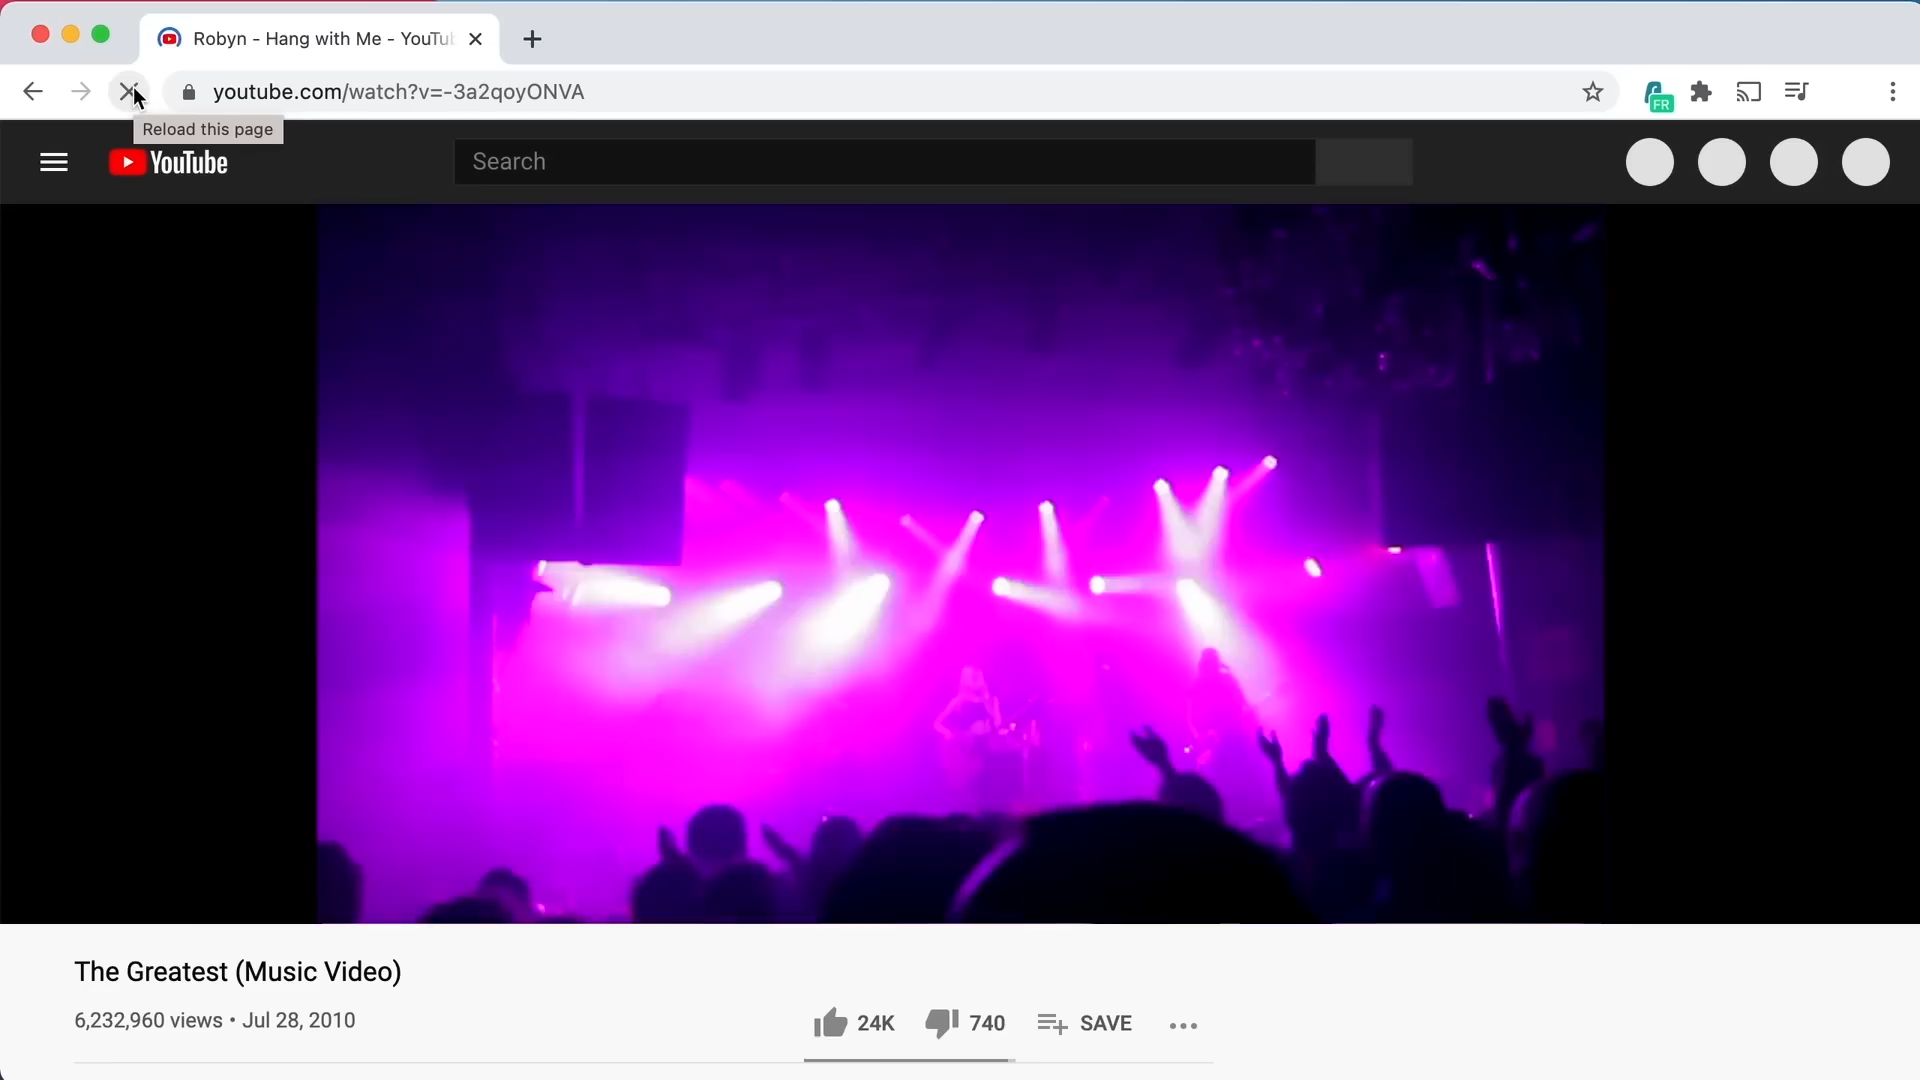 Robyn - Hang with Me - YouTu
youtube.com/watch?v=-3a2qoyONVA
FR
Reload this page
YouTube
Search
The Greatest (Music Video)
6,232,960 views • Jul 28, 2010
24K
740
SAVE